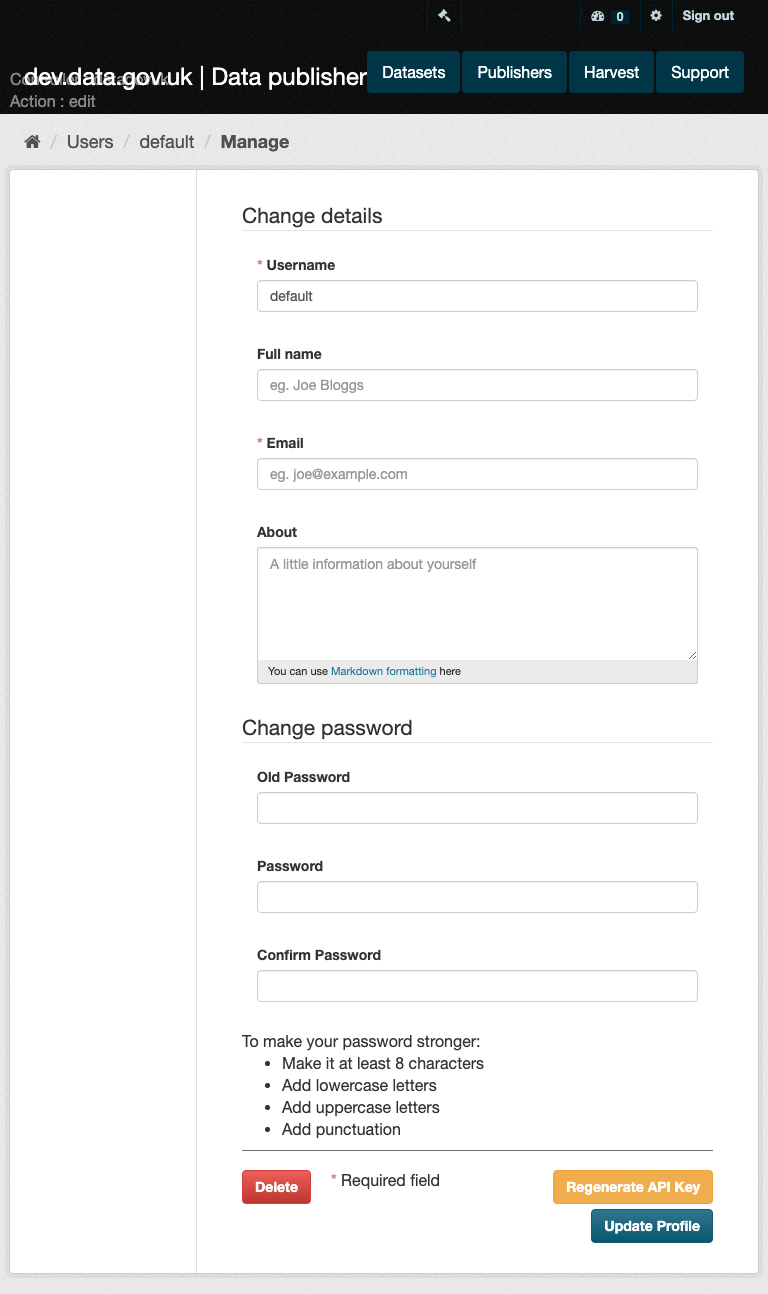 0 Sign out
dev.data.gov.uk | Data publisher
Datasets Publishers Harvest Support
Action : edit
/ Users / default / Manage
Change details
* Username
default
Full name
eg. Joe Bloggs
* Email
eg. joe@example.com
About
A little information about yourself
You can use Markdown formatting here
Change password
Old Password
Password
Confirm Password
To make your password stronger:
• Make it at least 8 characters
• Add lowercase letters
• Add uppercase letters
• Add punctuation
Delete * Required field Regenerate API Key
Update Profile